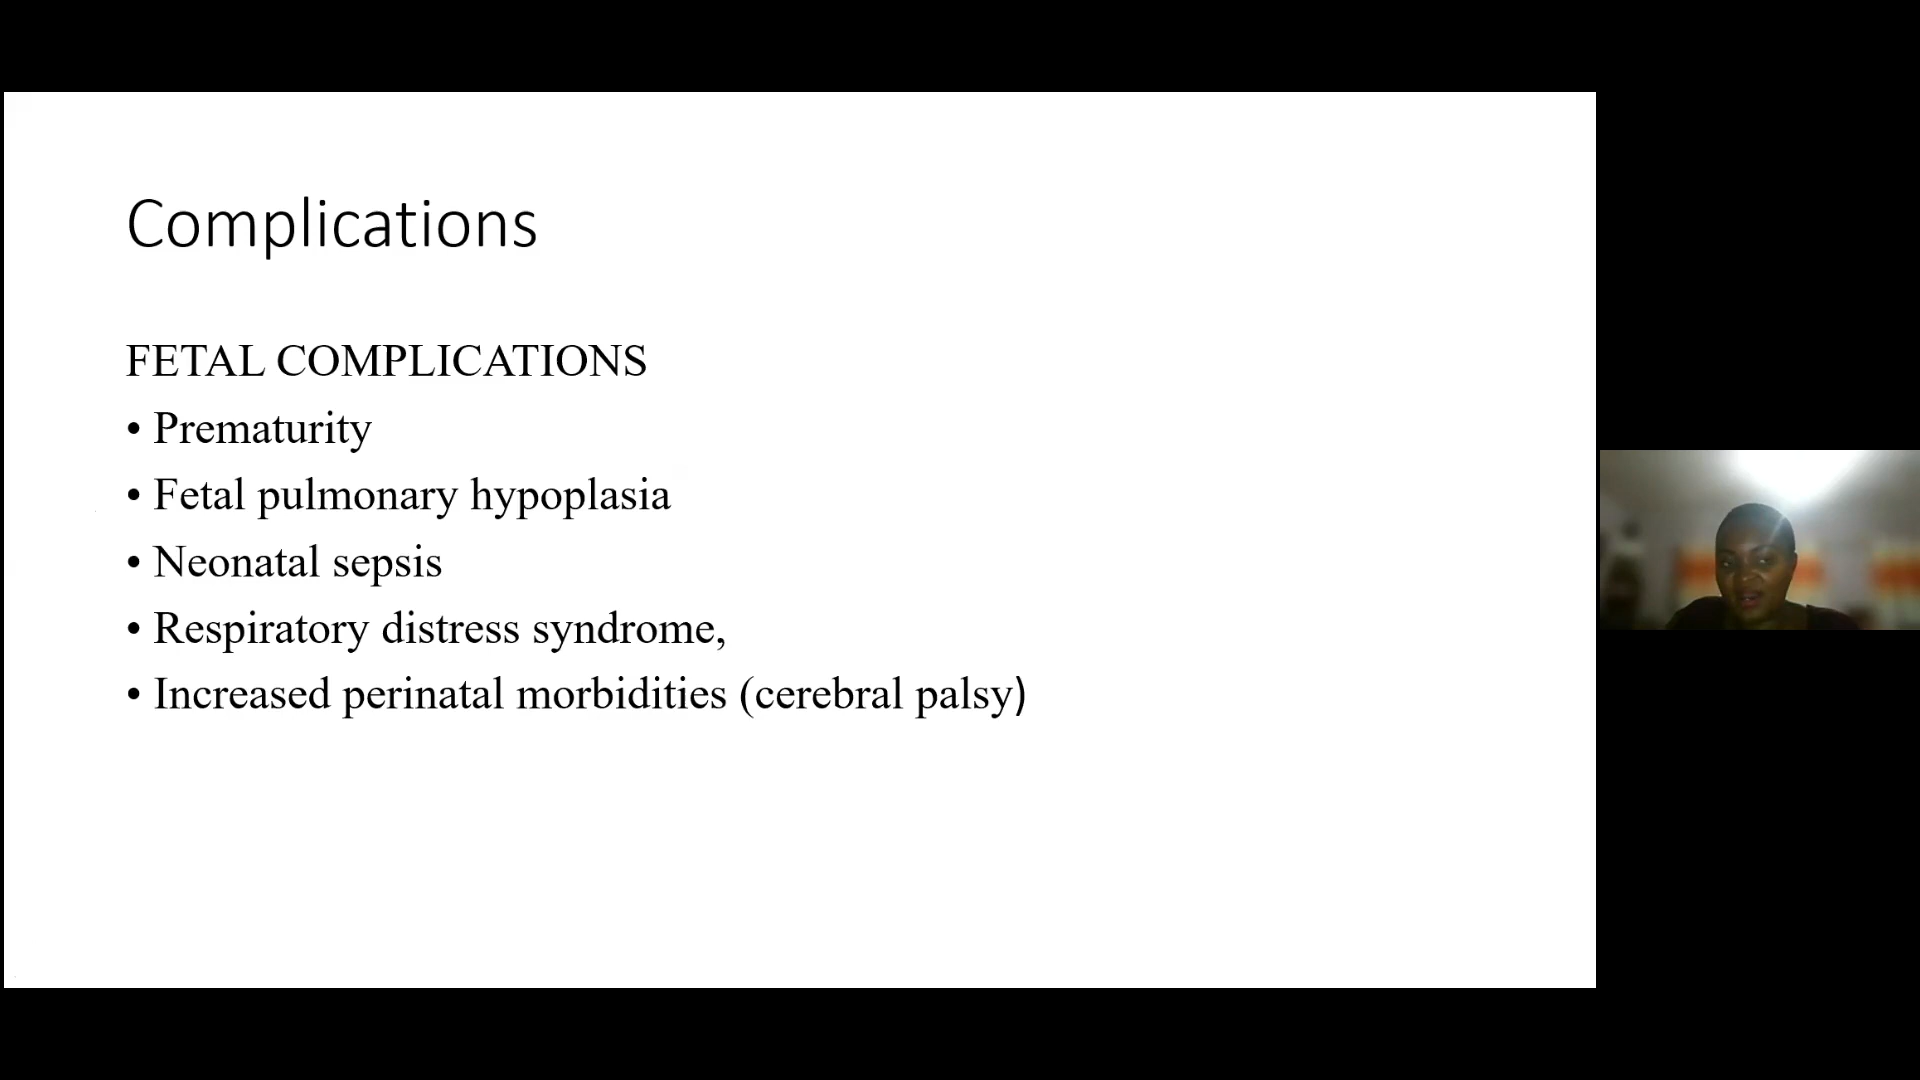 Complications
FETAL COMPLICATIONS
• Prematurity
• Fetal pulmonary hypoplasia
• Neonatal sepsis
• Respiratory distress syndrome,
• Increased perinatal morbidities (cerebral palsy)